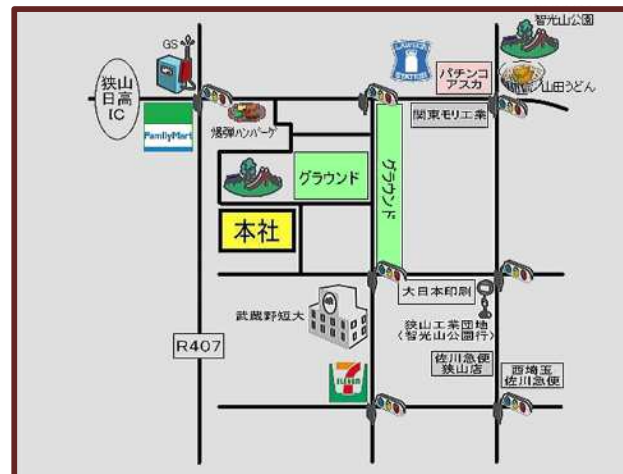 智光山公園
GS
狭山
日高
IC
LAWSON
STATION
パチンコ
アスカ
山田うどん
FamilyMart
爆弾ハンバーグ
関東モリ工業
グラウンド
グラウンド
本社
大日本印刷
武蔵野短大
狭山工業団地
(智光山公園行)
R407
佐川急便
狭山店
西埼玉
佐川急便
7
ELEVEN